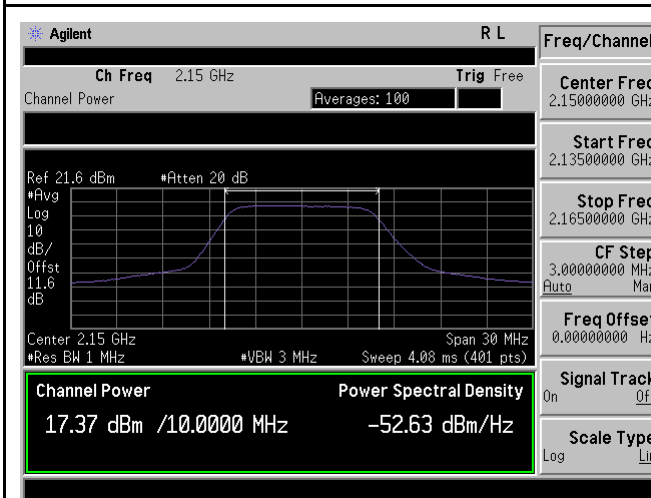 Agilent
R L
Ch Freq 2.15 GHz
Trig Free
Channel Power
Averages: 100
Ref 21.6 dBm
#Atten 20 dB
#Avg
Log
10
dB/
Offst
11.6
dB
Center 2.15 GHz
Span 30 MHz
#Res BW 1 MHz
#VBW 3 MHz
Sweep 4.08 ms (401 pts)
Channel Power
Power Spectral Density
17.37 dBm /10.0000 MHz
-52.63 dBm/Hz
Freq/Channel
Center Freq
2.15000000 GHz
Start Freq
2.13500000 GHz
Stop Freq
2.16500000 GHz
CF Step
3.00000000 MHz
Auto Man
Freq Offset
0.00000000 Hz
Signal Track
On Off
Scale Type
Log Lin